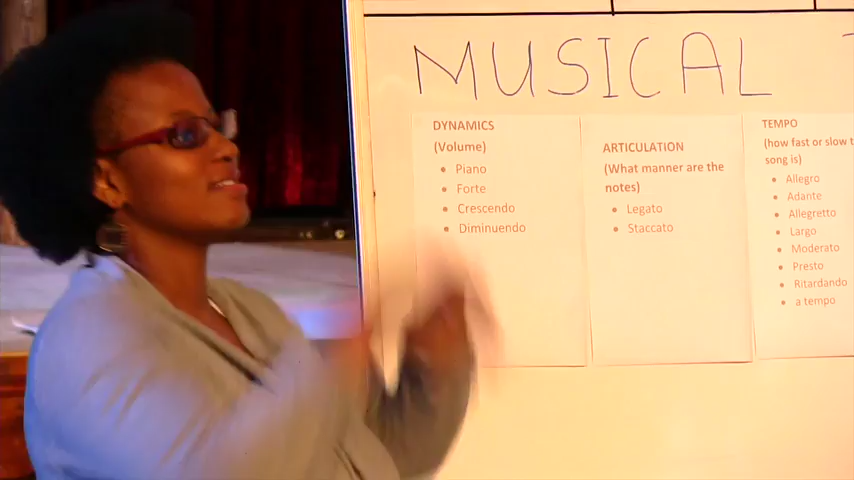 MUSICAL
DYNAMICS
(Volume)
Piano
Forte
Crescendo
Diminuendo
ARTICULATION
(What manner are the
notes)
Legato
Staccato
TEMPO
(how fast or slow t
song is)
Allegro
Adante
Allegretto
Largo
Moderato
Presto
Ritardando
a tempo